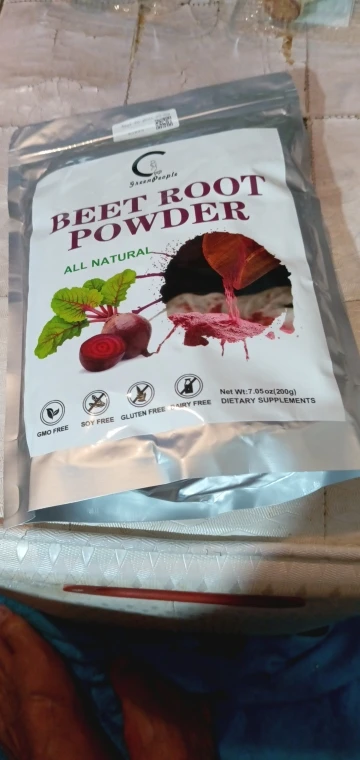 GreenPeople
BEET ROOT
POWDER
ALL NATURAL
GMO FREE
SOY FREE
GLUTEN FREE
DAIRY FREE
Net Wt:7.05oz(200g)
DIETARY SUPPLEMENTS